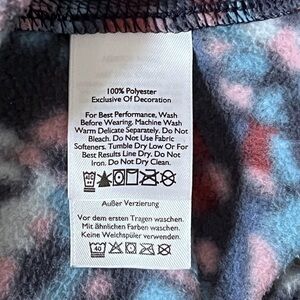 100% Polyester
Exclusive Of Decoration
For Best Performance, Wash
Before Wearing. Machine Wash
Warm Delicate Separately. Do Not
Bleach. Do Not Use Fabric
Softeners. Tumble Dry Low Or For
Best Results Line Dry. Do Not
Iron. Do Not Dry Clean.
Außer Verzierung
Vor dem ersten Tragen waschen.
Mit ähnlichen Farben waschen.
Keine Weichspüler verwenden.
40